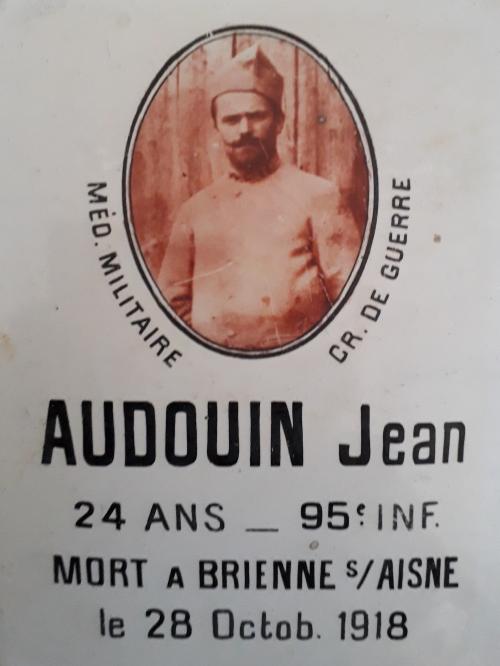 MÉD. MILITAIRE
CR. DE GUERRE
AUDOUIN Jean
24 ANS — 95e INF.
MORT A BRIENNE s/AISNE
le 28 Octob. 1918